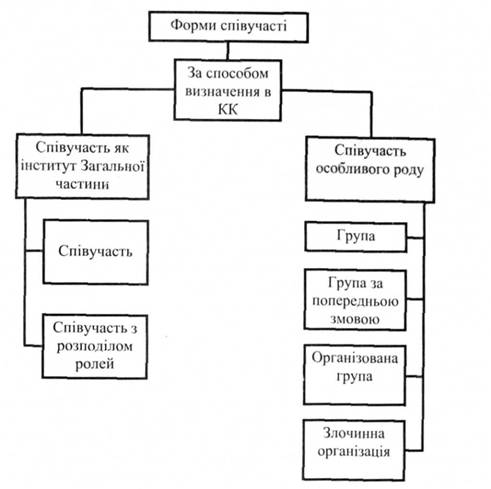 Форми співучасті
За способом
визначення в
КК
Співучасть як
інститут Загальної
частини
Співучасть
Співучасть з
розподілом
ролей
Співучасть
особливого роду
Група
Група за
попередньою
змовою
Організована
група
Злочинна
організація